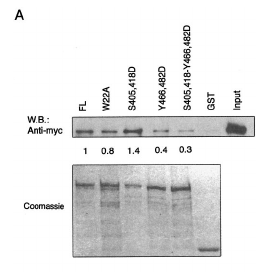 A
FL
W22A
S405,418D
Y466,482D
S405,418-Y466,482D
GST
Input
W.B.:
Anti-myc
1 0.8 1.4 0.4 0.3
Coomassie